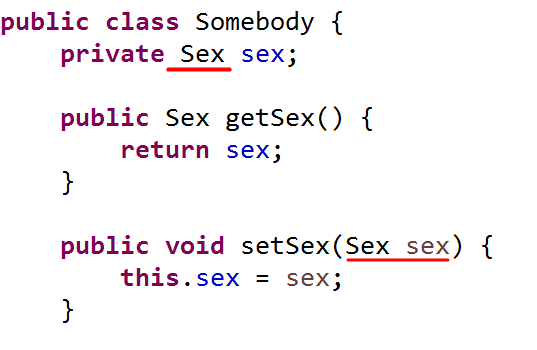 public class Somebody {
    private Sex sex;
    public Sex getSex() {
        return sex;
    }
    public void setSex(Sex sex) {
        this.sex = sex;
    }